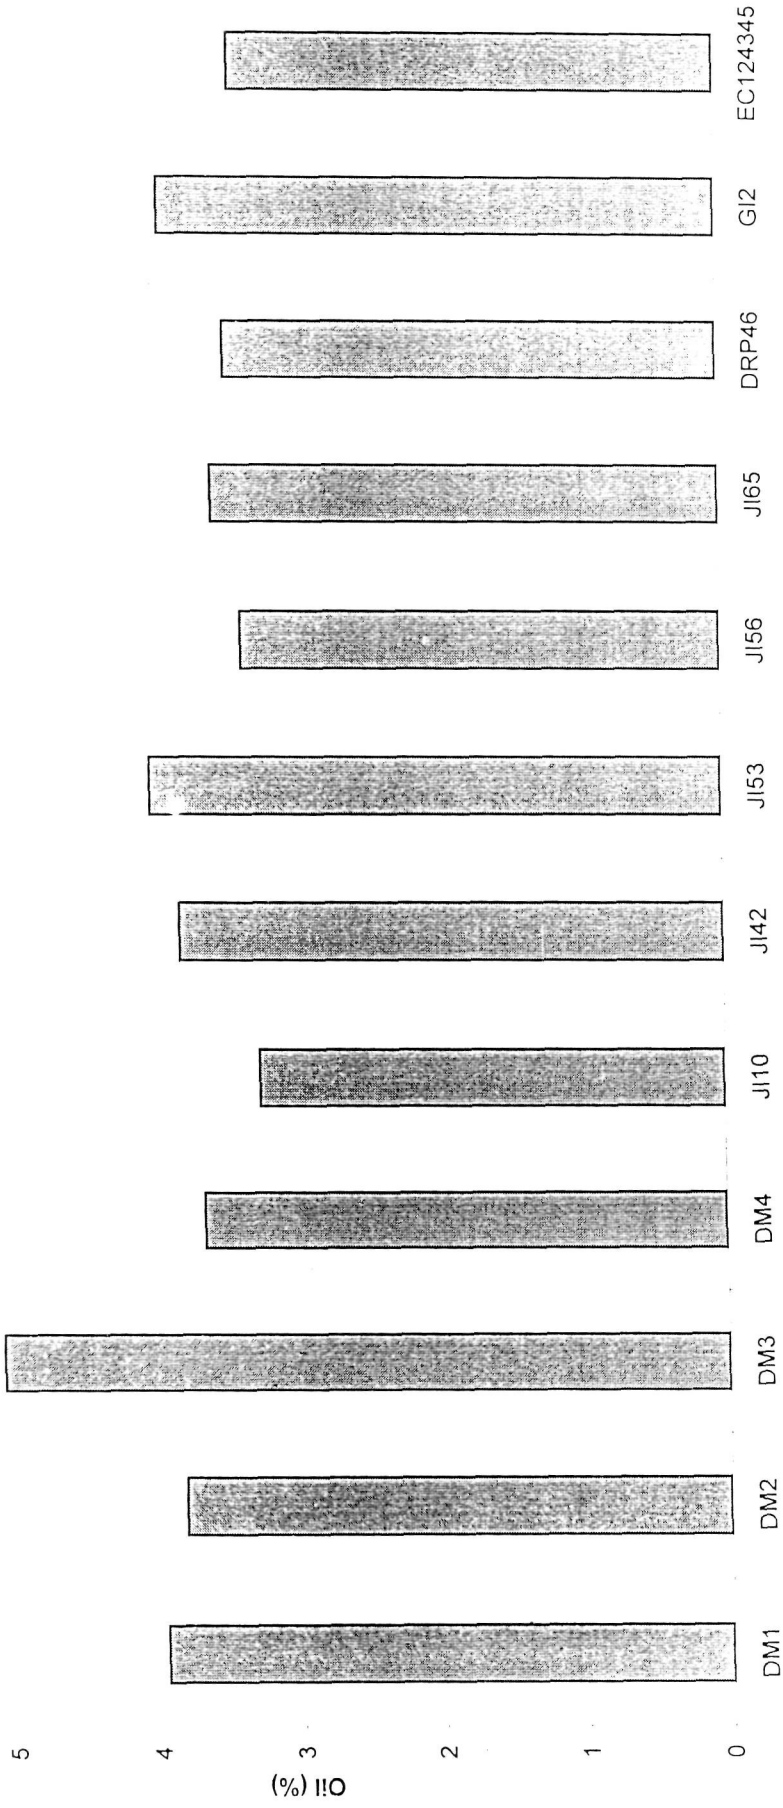 Oil (%)
5
4
3
2
1
0
DM1
DM2
DM3
DM4
JI10
JI42
JI53
JI56
JI65
DRP46
GI2
EC124345